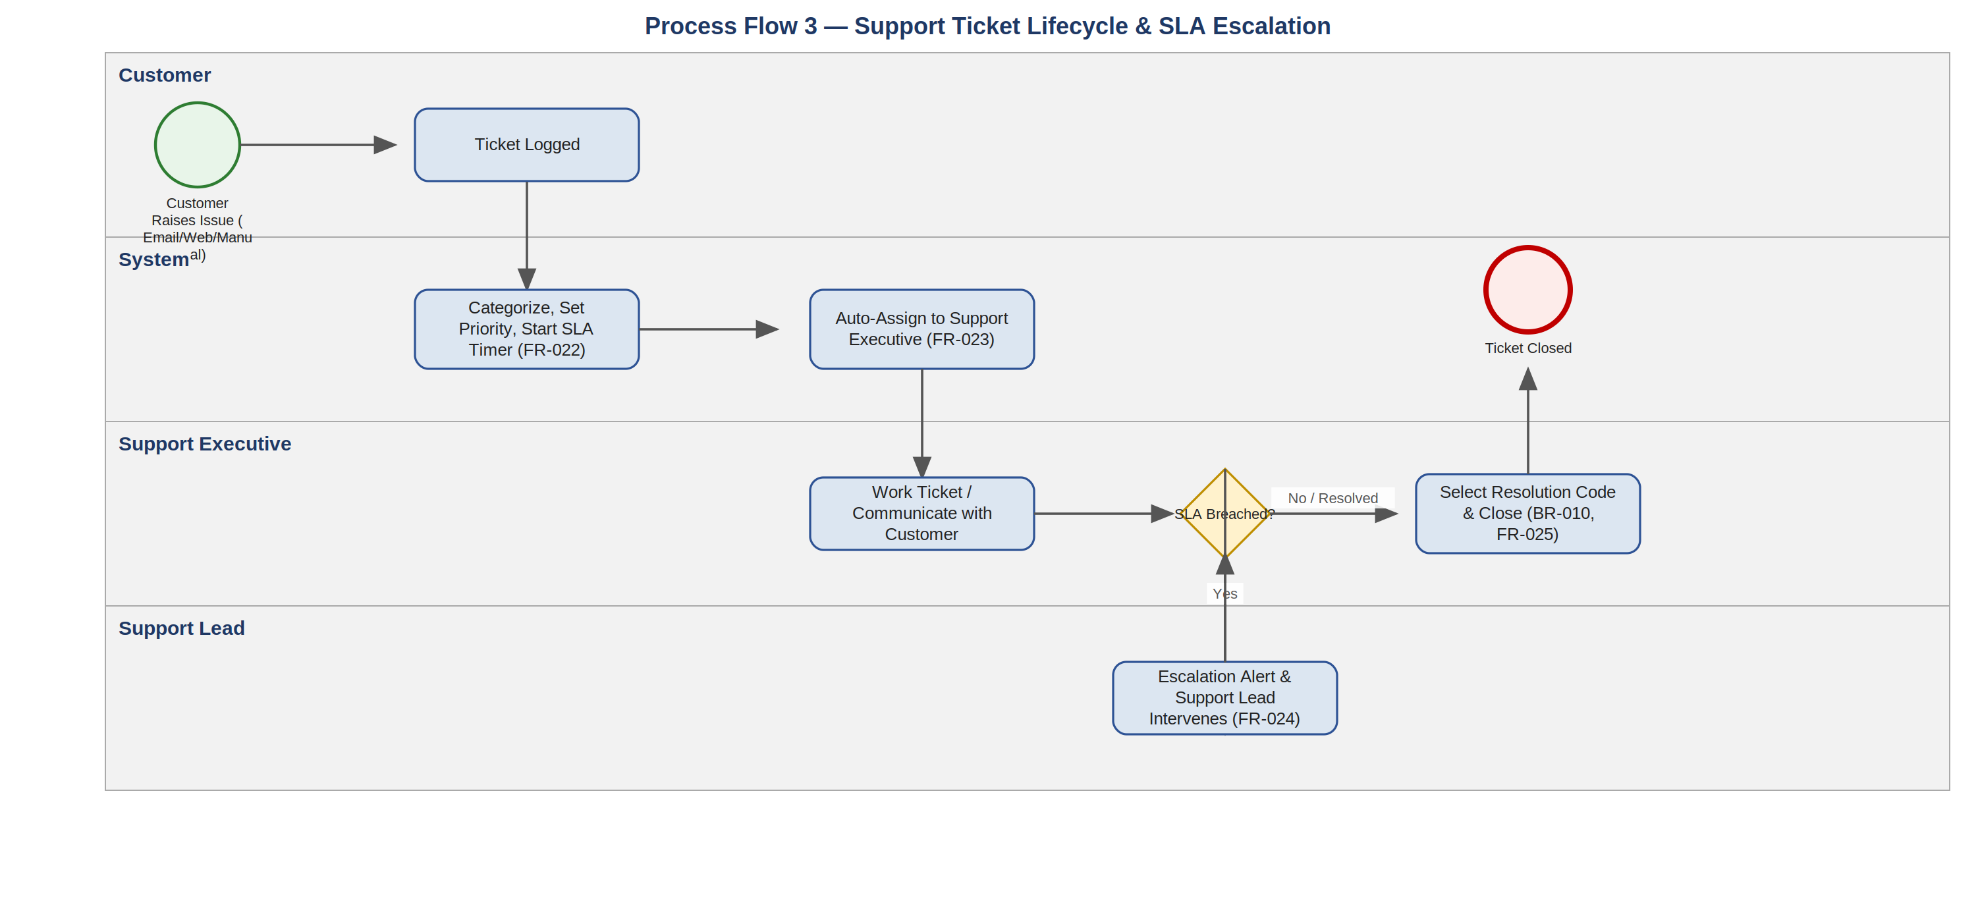 Process Flow 3 — Support Ticket Lifecycle & SLA Escalation
Customer
Customer
Raises Issue (
Email/Web/Manu
al)
Ticket Logged
System
Categorize, Set
Priority, Start SLA
Timer (FR-022)
Auto-Assign to Support
Executive (FR-023)
Ticket Closed
Support Executive
Work Ticket /
Communicate with
Customer
SLA Breached?
No / Resolved
Select Resolution Code
& Close (BR-010,
FR-025)
Yes
Support Lead
Escalation Alert &
Support Lead
Intervenes (FR-024)